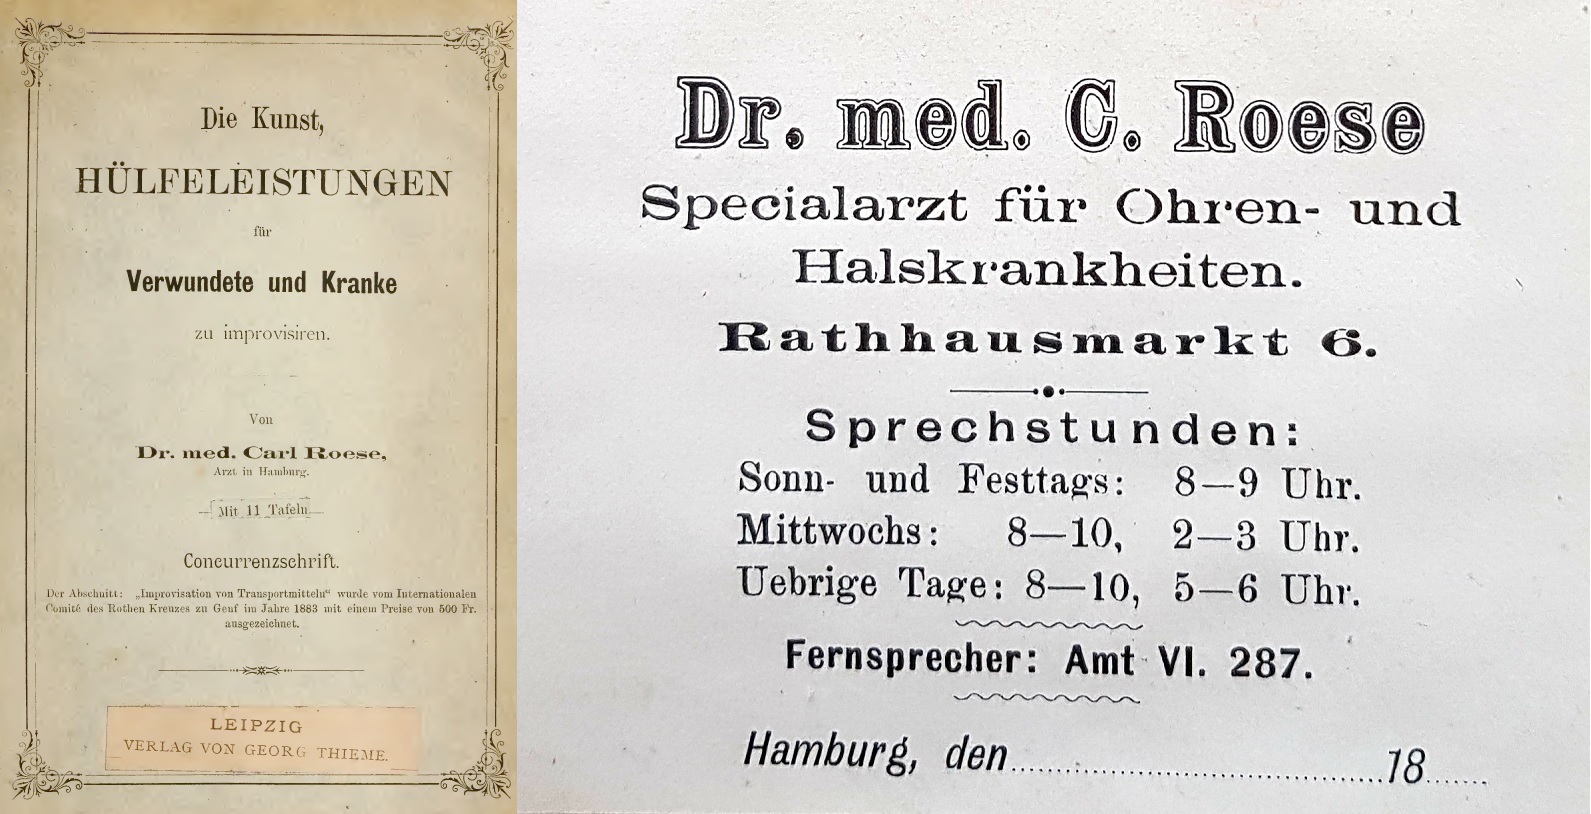 Die Kunst,
HÜLFELEISTUNGEN
für
Verwundete und Kranke
zu improvisiren.
Von
Dr. med. Carl Roese,
Arzt in Hamburg.
Mit 11 Tafeln
Concurrenzschrift.
Der Abschnitt: „Improvisation von Transportmitteln“ wurde vom Internationalen
Comité des Rothen Kreuzes zu Genf im Jahre 1883 mit einem Preise von 500 Fr.
ausgezeichnet.
LEIPZIG
VERLAG VON GEORG THIEME.
Dr. med. C. Roese
Specialarzt für Ohren- und
Halskrankheiten.
Rathhausmarkt 6.
Sprechstunden:
Sonn- und Festtags: 8—9 Uhr.
Mittwochs: 8—10, 2—3 Uhr.
Uebrige Tage: 8—10, 5—6 Uhr.
Fernsprecher: Amt VI. 287.
Hamburg, den..............................18......